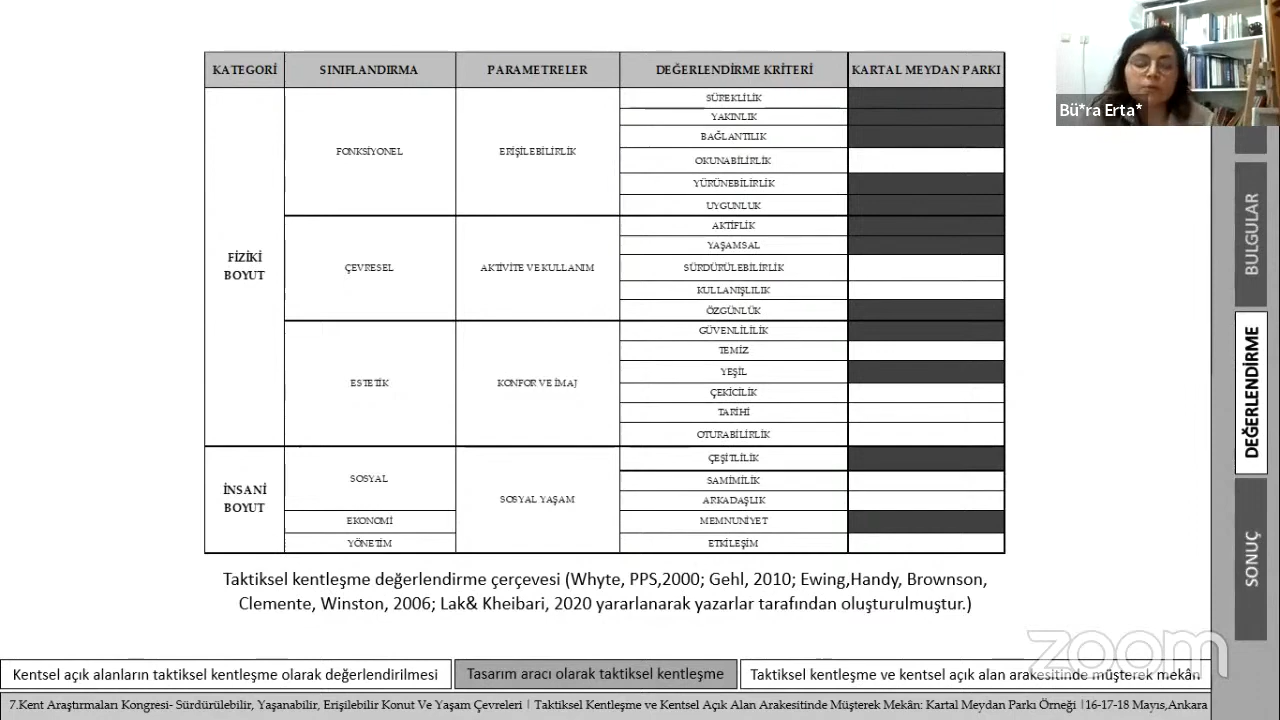 KATEGORİ SINIFLANDIRMA PARAMETRELER DEĞERLENDİRME KRİTERİ KARTAL MEYDAN PARKI
FİZİKİ
BOYUT
FONKSİYONEL
ERİŞİLEBİLİRLİK
SÜREKLİLİK
YAKINLIK
BAĞLANTILIK
OKUNABİLİRLİK
YÜRÜNEBİLİRLİK
UYGUNLUK
ÇEVRESEL
AKTİVİTE VE KULLANIM
AKTİFLİK
YAŞAMSAL
SÜRDÜRÜLEBİLİRLİK
KULLANIŞLILIK
ÖZGÜNLÜK
ESTETİK
KONFOR VE İMAJ
GÜVENLİLİLİK
TEMİZ
YEŞİL
ÇEKİCİLİK
TARİHİ
OTURABİLİRLİK
İNSANİ
BOYUT
SOSYAL
EKONOMİ
YÖNETİM
SOSYAL YAŞAM
ÇEŞİTLİLİK
SAMİMİLİK
ARKADAŞLIK
MEMNUNİYET
ETKİLEŞİM
Taktiksel kentleşme değerlendirme çerçevesi (Whyte, PPS,2000; Gehl, 2010; Ewing,Handy, Brownson,
Clemente, Winston, 2006; Lak& Kheibari, 2020 yararlanarak yazarlar tarafından oluşturulmuştur.)
Bü*ra Erta*
BULGULAR
DEĞERLENDİRME
SONUÇ
zoom
Kentsel açık alanların taktiksel kentleşme olarak değerlendirilmesi
Tasarım aracı olarak taktiksel kentleşme
Taktiksel kentleşme ve kentsel açık alan arakesitinde müşterek mekân
7.Kent Araştırmaları Kongresi- Sürdürülebilir, Yaşanabilir, Erişilebilir Konut Ve Yaşam Çevreleri | Taktiksel Kentleşme ve Kentsel Açık Alan Arakesitinde Müşterek Mekân: Kartal Meydan Parkı Örneği |16-17-18 Mayıs,Ankara